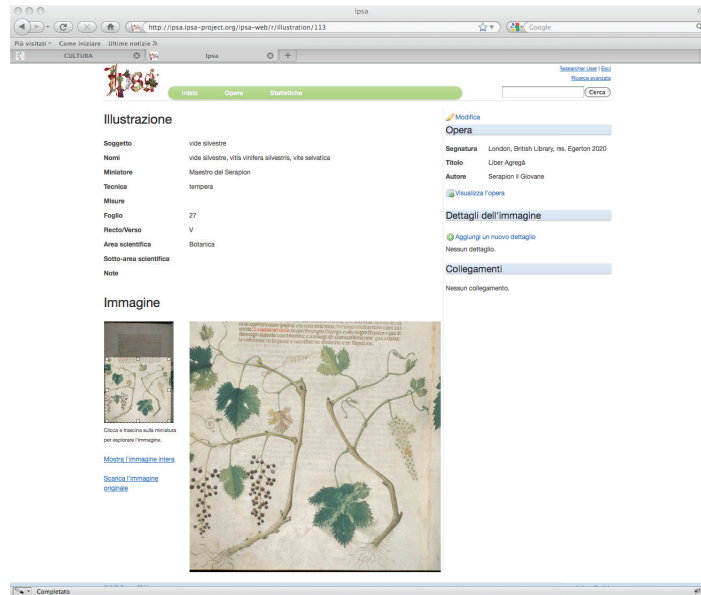 Ipsa
http://ipsa.ipsa-project.org/ipsa-web/r/illustration/113
Google
Più visitati
Come iniziare
Ultime notizie
CULTURA
Ipsa
Researcher User | Esci
Ricerca avanzata
Ipsa
Inizio
Opere
Statistiche
Cerca
Illustrazione
Soggetto vide silvestre
Nomi vide silvestre, vitis vinifera silvestris, vite selvatica
Miniatore Maestro del Serapion
Tecnica tempera
Misure
Foglio 27
Recto/Verso V
Area scientifica Botanica
Sotto-area scientifica
Note
Immagine
Clicca e trascina sulla miniatura
per esplorare l'immagine.
Mostra l'immagine intera
Scarica l'immagine
originale
Modifica
Opera
Segnatura London, British Library, ms. Egerton 2020
Titolo Liber Agregà
Autore Serapion il Giovane
Visualizza l'opera
Dettagli dell'immagine
Aggiungi un nuovo dettaglio
Nessun dettaglio.
Collegamenti
Nessun collegamento.
Completato